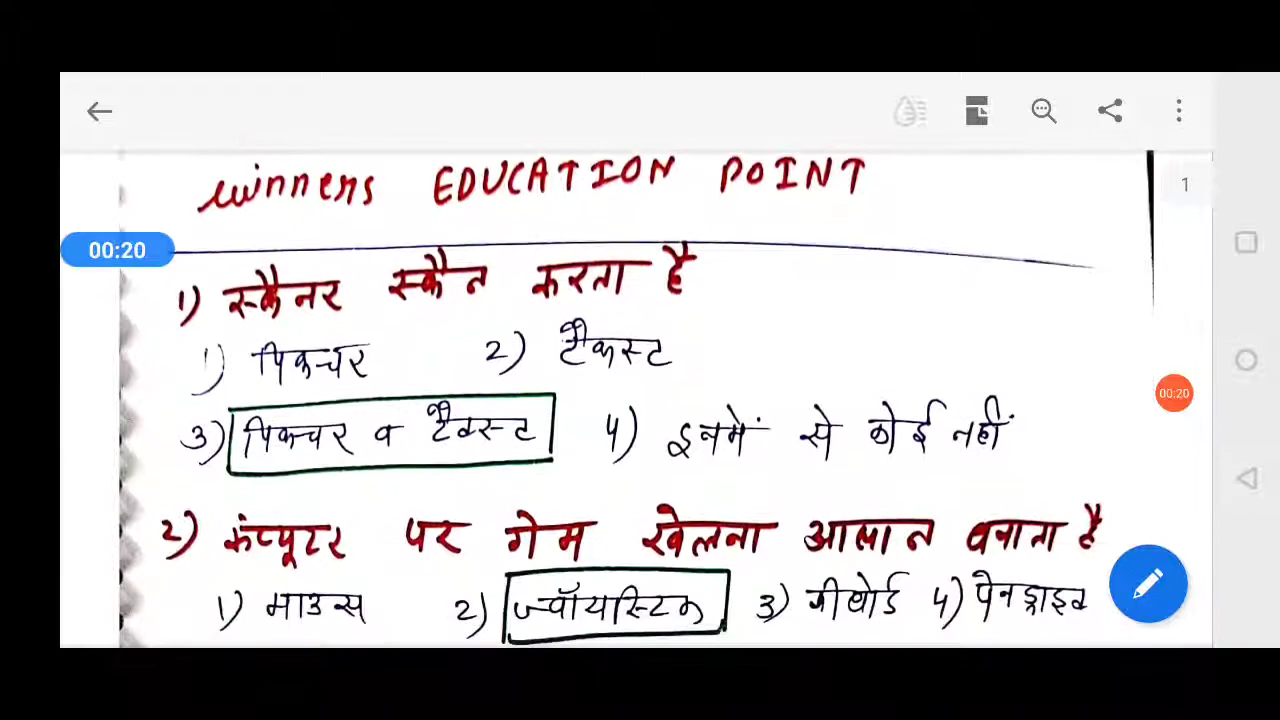 winners EDUCATION POINT
1
00:20
1) स्कैनर स्कैन करता है
1) पिक्चर 2) टैकस्ट
00:20
3) पिक्चर व टैक्स्ट 4) इनमें से कोई नहीं
2) कंप्यूटर पर गेम खेलना आसान बनाता है
1) माउस 2) ज्वॉयस्टिक 3) कीबोर्ड 4) पेनड्राइव